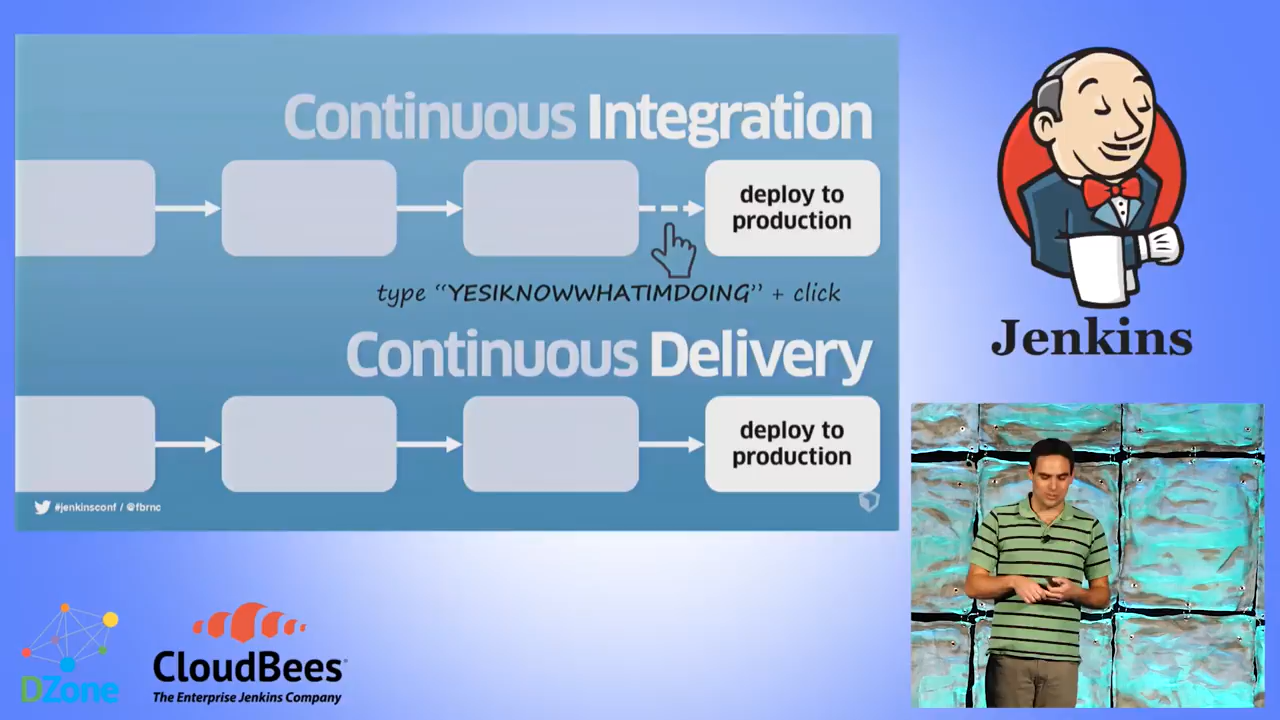 Continuous Integration
deploy to
production
type “YESIKNOWWHATIMDOING” + click
Continuous Delivery
deploy to
production
#jenkinsconf / @fbrnc
Jenkins
DZone
CloudBees
The Enterprise Jenkins Company